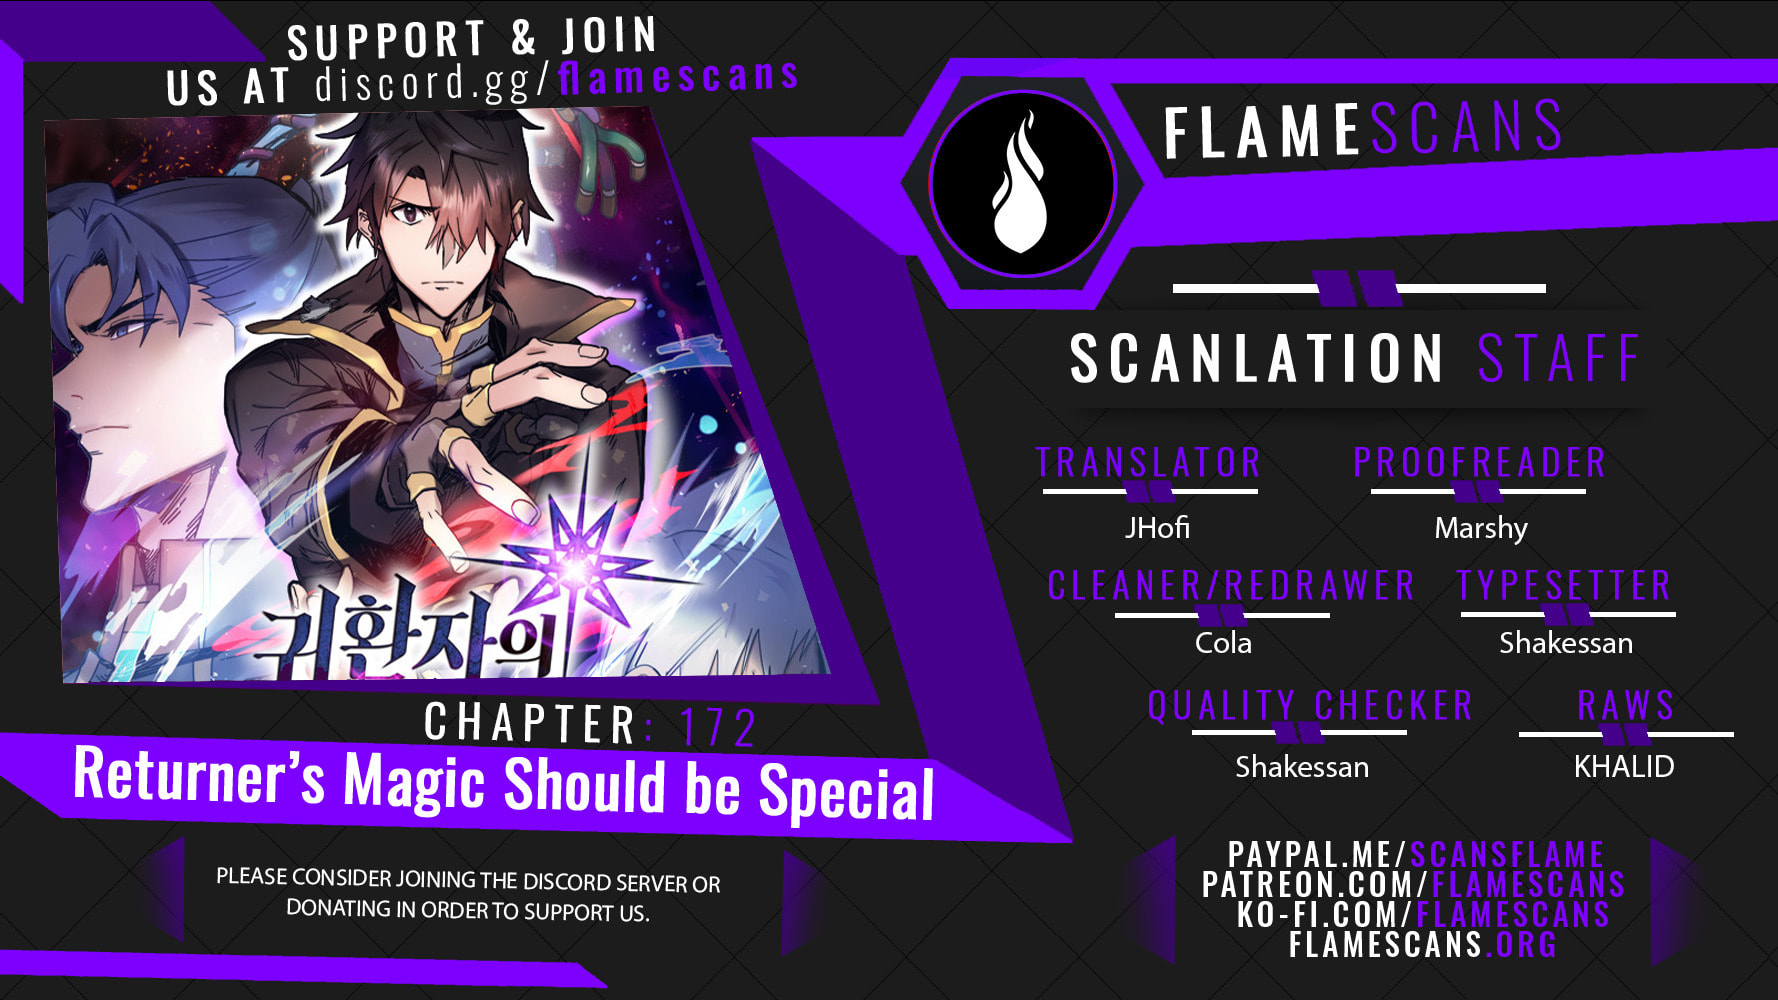 SUPPORT & JOIN
US AT discord.gg/flamescans
귀환자의
CHAPTER: 172
Returner's Magic Should be Special
PLEASE CONSIDER JOINING THE DISCORD SERVER OR
DONATING IN ORDER TO SUPPORT US.
FLAMESCANS
SCANLATION STAFF
TRANSLATOR
JHofi
PROOFREADER
Marshy
CLEANER/REDRAWER
Cola
TYPESETTER
Shakessan
QUALITY CHECKER
Shakessan
RAWS
KHALID
PAYPAL.ME/SCANSFLAME
PATREON.COM/FLAMESCANS
KO-FI.COM/FLAMESCANS
FLAMESCANS.ORG